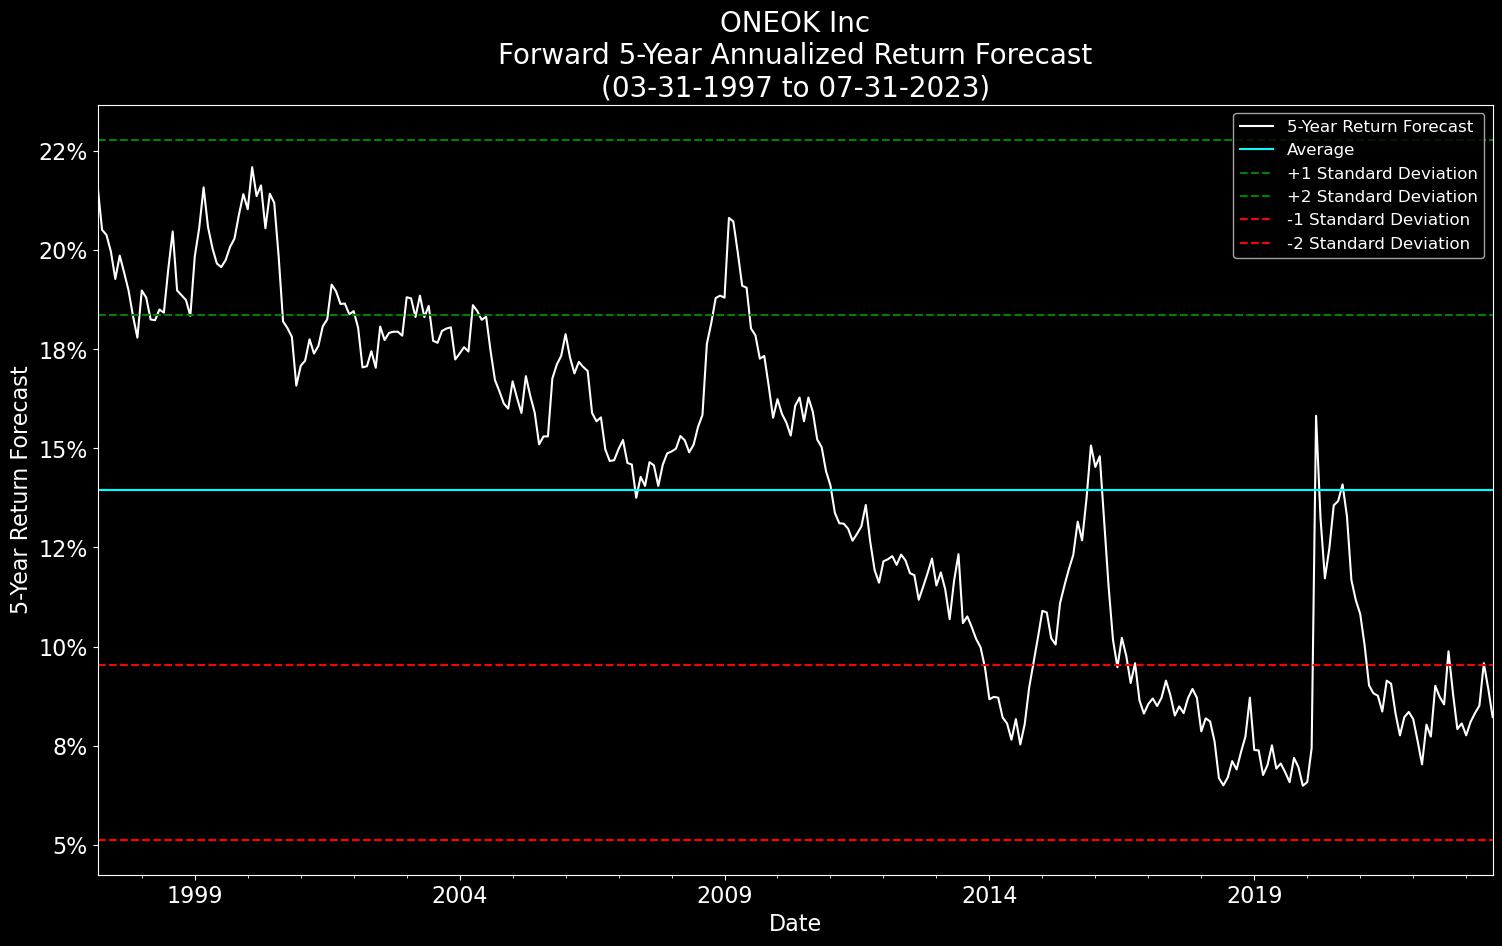 ONEOK Inc
Forward 5-Year Annualized Return Forecast
(03-31-1997 to 07-31-2023)
5-Year Return Forecast
Average
+1 Standard Deviation
+2 Standard Deviation
-1 Standard Deviation
-2 Standard Deviation
22%
20%
18%
15%
12%
10%
8%
5%
5-Year Return Forecast
1999
2004
2009
2014
2019
Date